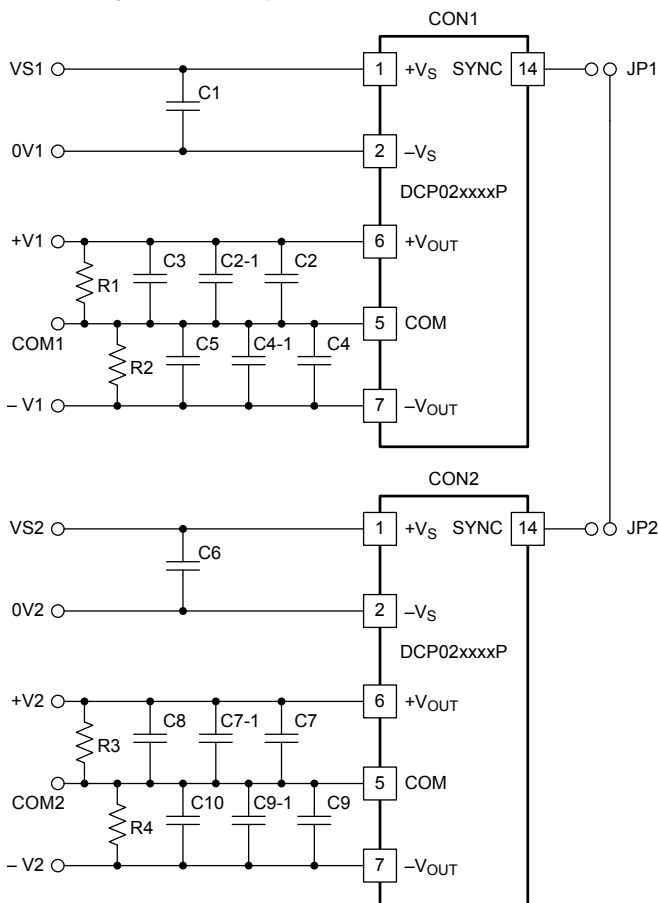 CON1
VS1 1 +VS SYNC 14 JP1
C1
0V1 2 –VS
DCP02xxxxP
+V1 6 +VOUT
R1 C3 C2-1 C2
COM1 5 COM
R2 C5 C4-1 C4
– V1 7 –VOUT
CON2
VS2 1 +VS SYNC 14 JP2
C6
0V2 2 –VS
DCP02xxxxP
+V2 6 +VOUT
R3 C8 C7-1 C7
COM2 5 COM
R4 C10 C9-1 C9
– V2 7 –VOUT